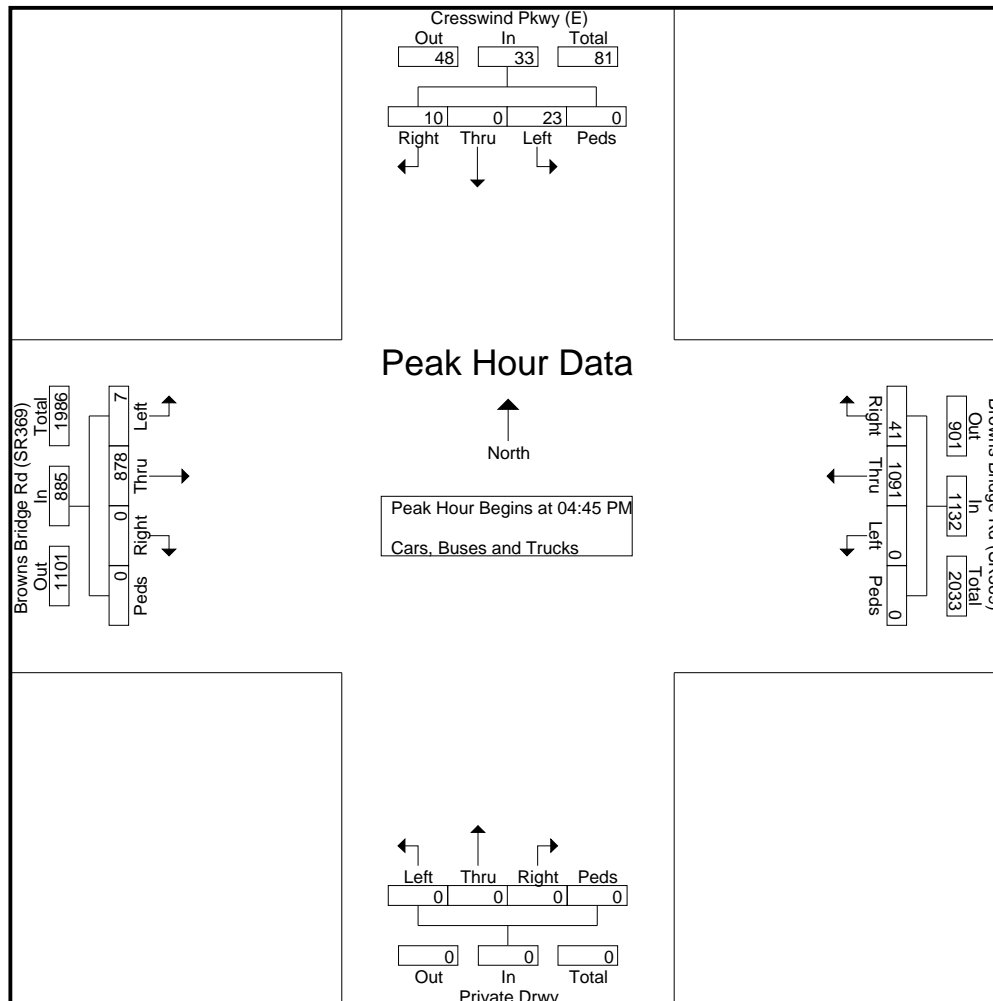 Cresswind Pkwy (E)
Out In Total
48 33 81
10 0 23 0
Right Thru Left Peds
Peak Hour Data
North
Peak Hour Begins at 04:45 PM
Cars, Buses and Trucks
Browns Bridge Rd (SR369)
Out In Total
1101 885 1986
7 878 0 0
Left Thru Right Peds
Out In Total
901 1132 2033
41 1091 0 0
Right Thru Left Peds
Left Thru Right Peds
0 0 0 0
0 0 0
Out In Total
Private Drwy